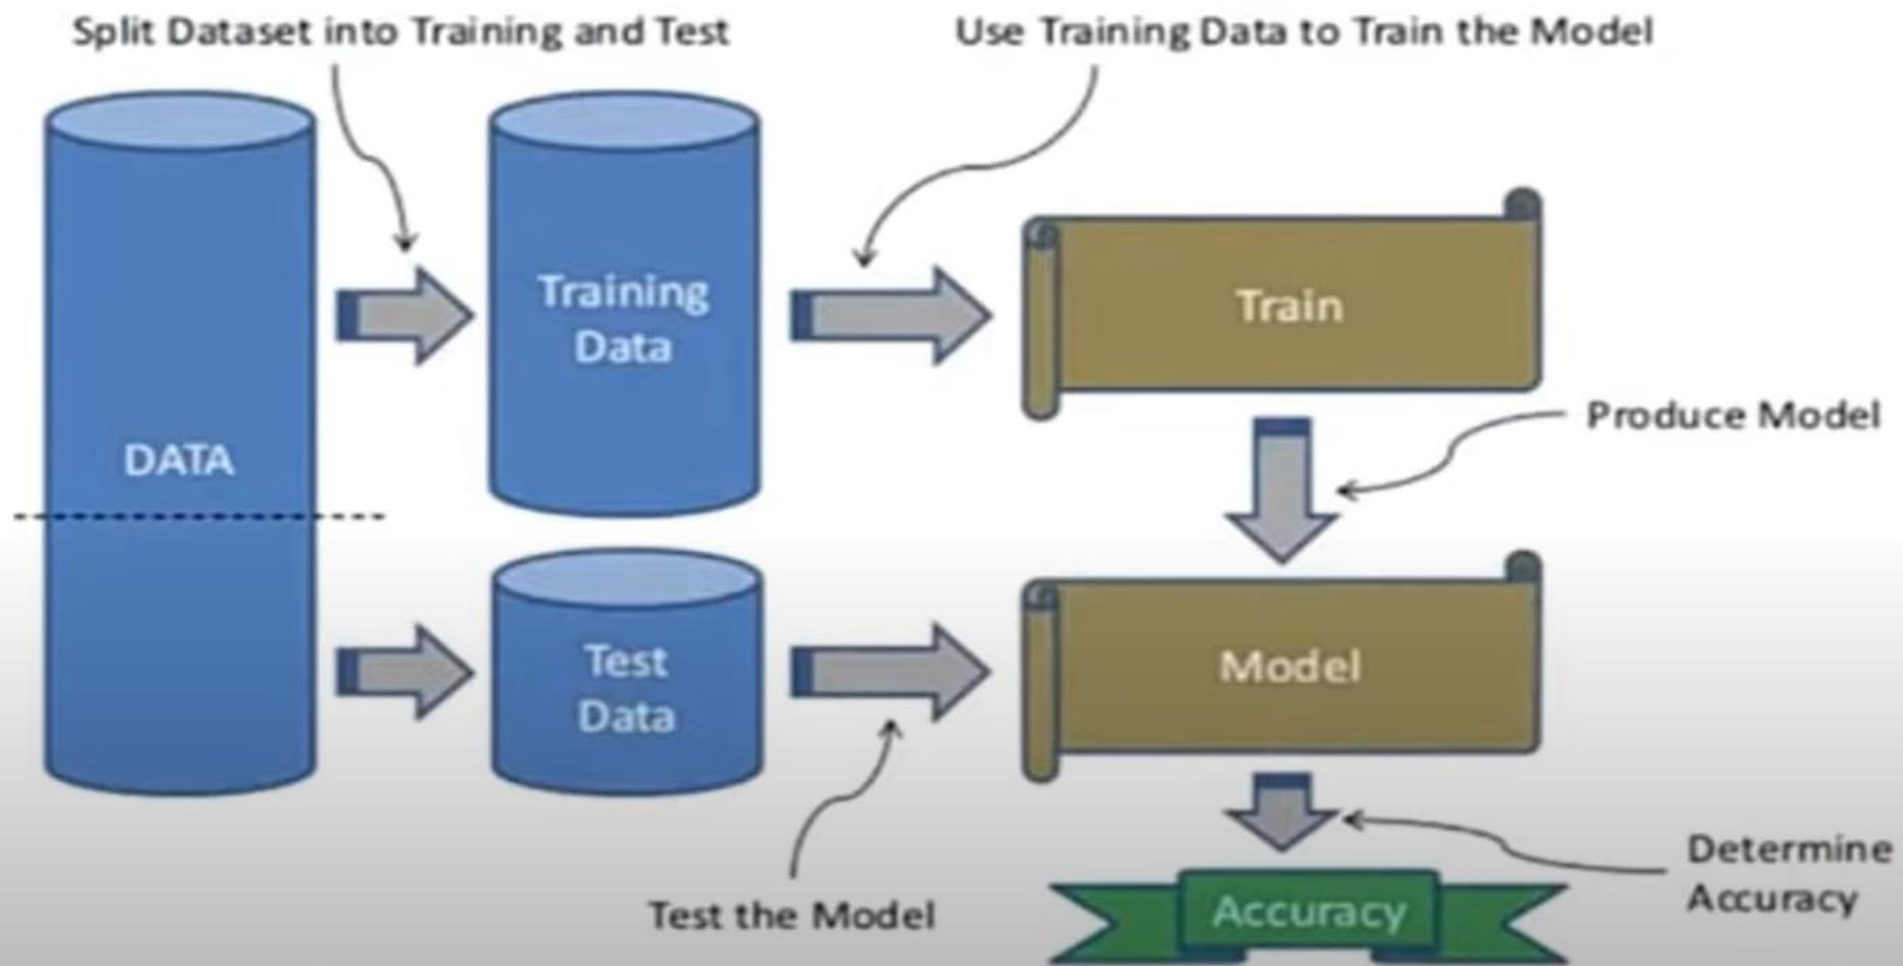 Split Dataset into Training and Test
Use Training Data to Train the Model
DATA
Training
Data
Train
Produce Model
Test
Data
Model
Test the Model
Determine
Accuracy
Accuracy